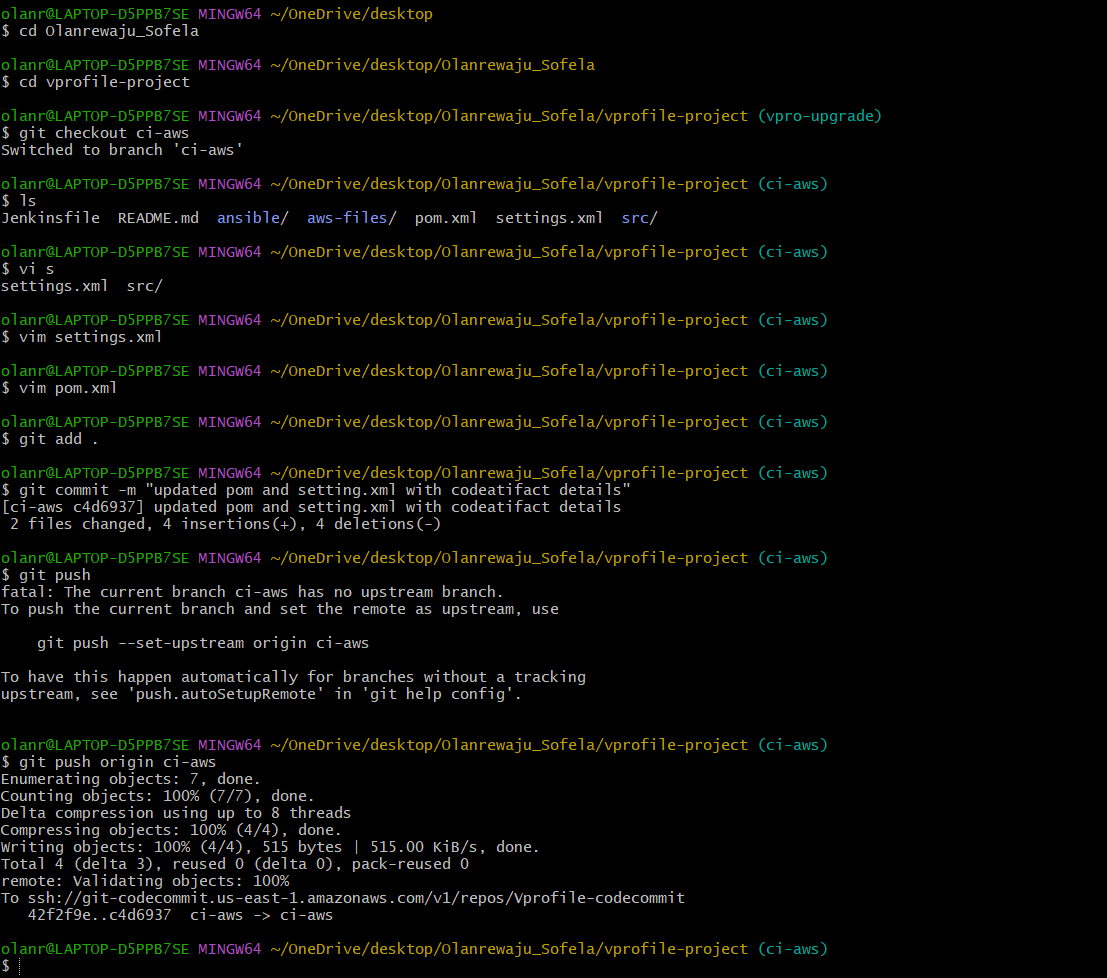 olanr@LAPTOP-D5PPB7SE MINGW64 ~/OneDrive/desktop
$ cd Olanrewaju_Sofela
olanr@LAPTOP-D5PPB7SE MINGW64 ~/OneDrive/desktop/Olanrewaju_Sofela
$ cd vprofile-project
olanr@LAPTOP-D5PPB7SE MINGW64 ~/OneDrive/desktop/Olanrewaju_Sofela/vprofile-project (vpro-upgrade)
$ git checkout ci-aws
Switched to branch 'ci-aws'
olanr@LAPTOP-D5PPB7SE MINGW64 ~/OneDrive/desktop/Olanrewaju_Sofela/vprofile-project (ci-aws)
$ ls
Jenkinsfile  README.md  ansible/  aws-files/  pom.xml  settings.xml  src/
olanr@LAPTOP-D5PPB7SE MINGW64 ~/OneDrive/desktop/Olanrewaju_Sofela/vprofile-project (ci-aws)
$ vi s
settings.xml  src/
olanr@LAPTOP-D5PPB7SE MINGW64 ~/OneDrive/desktop/Olanrewaju_Sofela/vprofile-project (ci-aws)
$ vim settings.xml
olanr@LAPTOP-D5PPB7SE MINGW64 ~/OneDrive/desktop/Olanrewaju_Sofela/vprofile-project (ci-aws)
$ vim pom.xml
olanr@LAPTOP-D5PPB7SE MINGW64 ~/OneDrive/desktop/Olanrewaju_Sofela/vprofile-project (ci-aws)
$ git add .
olanr@LAPTOP-D5PPB7SE MINGW64 ~/OneDrive/desktop/Olanrewaju_Sofela/vprofile-project (ci-aws)
$ git commit -m "updated pom and setting.xml with codeatifact details"
[ci-aws c4d6937] updated pom and setting.xml with codeatifact details
 2 files changed, 4 insertions(+), 4 deletions(-)
olanr@LAPTOP-D5PPB7SE MINGW64 ~/OneDrive/desktop/Olanrewaju_Sofela/vprofile-project (ci-aws)
$ git push
fatal: The current branch ci-aws has no upstream branch.
To push the current branch and set the remote as upstream, use
    git push --set-upstream origin ci-aws
To have this happen automatically for branches without a tracking
upstream, see 'push.autoSetupRemote' in 'git help config'.
olanr@LAPTOP-D5PPB7SE MINGW64 ~/OneDrive/desktop/Olanrewaju_Sofela/vprofile-project (ci-aws)
$ git push origin ci-aws
Enumerating objects: 7, done.
Counting objects: 100% (7/7), done.
Delta compression using up to 8 threads
Compressing objects: 100% (4/4), done.
Writing objects: 100% (4/4), 515 bytes | 515.00 KiB/s, done.
Total 4 (delta 3), reused 0 (delta 0), pack-reused 0
remote: Validating objects: 100%
To ssh://git-codecommit.us-east-1.amazonaws.com/v1/repos/Vprofile-codecommit
   42f2f9e..c4d6937  ci-aws -> ci-aws
olanr@LAPTOP-D5PPB7SE MINGW64 ~/OneDrive/desktop/Olanrewaju_Sofela/vprofile-project (ci-aws)
$